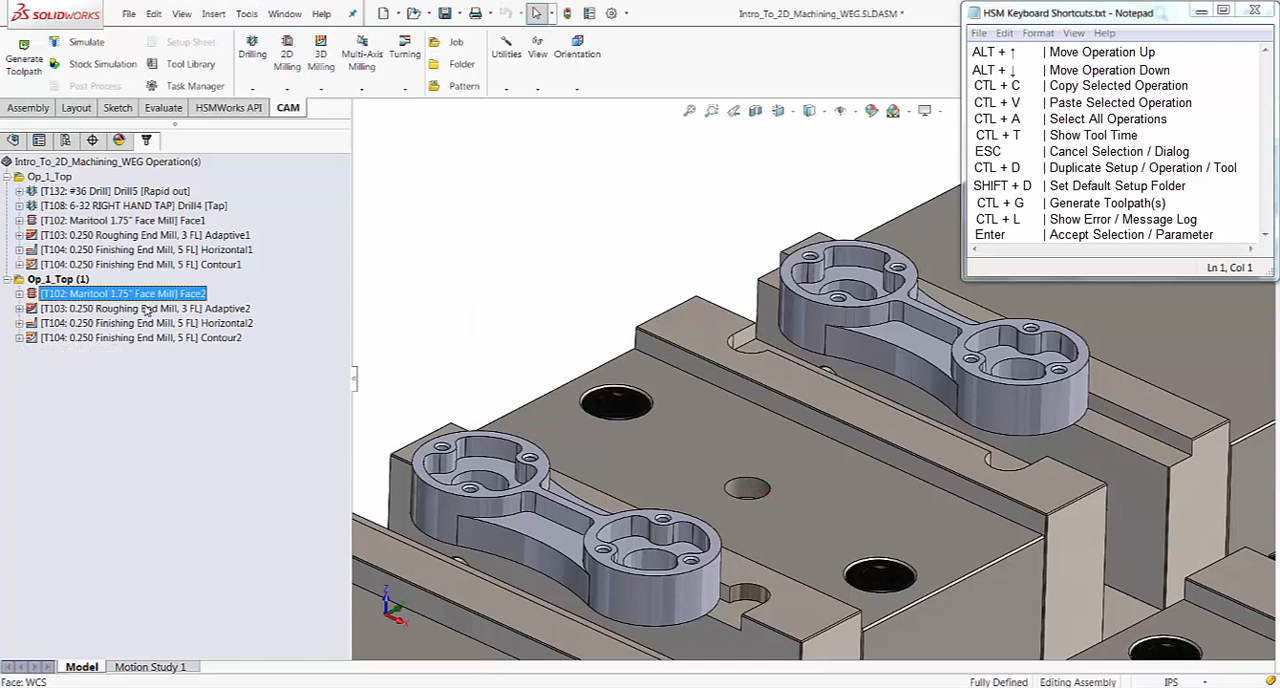 SOLIDWORKS
File Edit View Insert Tools Window Help
Intro_To_2D_Machining_WEG.SLDASM *
HSM Keyboard Shortcuts.txt - Notepad
File Edit Format View Help
ALT + ↑ | Move Operation Up
ALT + ↓ | Move Operation Down
CTL + C | Copy Selected Operation
CTL + V | Paste Selected Operation
CTL + A | Select All Operations
CTL + T | Show Tool Time
ESC | Cancel Selection / Dialog
CTL + D | Duplicate Setup / Operation / Tool
SHIFT + D | Set Default Setup Folder
CTL + G | Generate Toolpath(s)
CTL + L | Show Error / Message Log
Enter | Accept Selection / Parameter
Ln 1, Col 1
Generate Toolpath
Simulate
Stock Simulation
Post Process
Setup Sheet
Tool Library
Task Manager
Drilling
2D Milling
3D Milling
Multi-Axis Milling
Turning
Job
Folder
Pattern
Utilities
View
Orientation
Assembly Layout Sketch Evaluate HSMWorks API CAM
Intro_To_2D_Machining_WEG Operation(s)
Op_1_Top
[T132: #36 Drill] Drill5 [Rapid out]
[T108: 6-32 RIGHT HAND TAP] Drill4 [Tap]
[T102: Maritool 1.75" Face Mill] Face1
[T103: 0.250 Roughing End Mill, 3 FL] Adaptive1
[T104: 0.250 Finishing End Mill, 5 FL] Horizontal1
[T104: 0.250 Finishing End Mill, 5 FL] Contour1
Op_1_Top (1)
[T102: Maritool 1.75" Face Mill] Face2
[T103: 0.250 Roughing End Mill, 3 FL] Adaptive2
[T104: 0.250 Finishing End Mill, 5 FL] Horizontal2
[T104: 0.250 Finishing End Mill, 5 FL] Contour2
Z
X
Model Motion Study 1
Face: WCS
Fully Defined Editing Assembly IPS